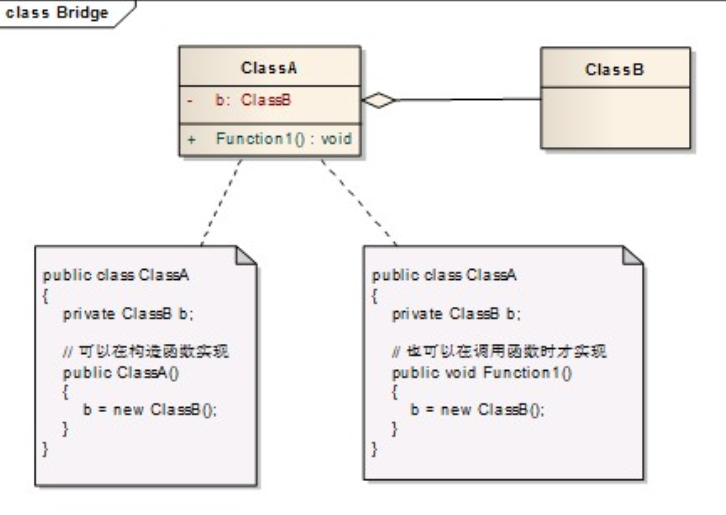 class Bridge
ClassA
- b: ClassB
+ Function1() : void
ClassB
public class ClassA
{
private ClassB b;
// 可以在构造函数实现
public ClassA()
{
b = new ClassB();
}
}
public class ClassA
{
private ClassB b;
// 也可以在调用函数时才实现
public void Function1()
{
b = new ClassB();
}
}